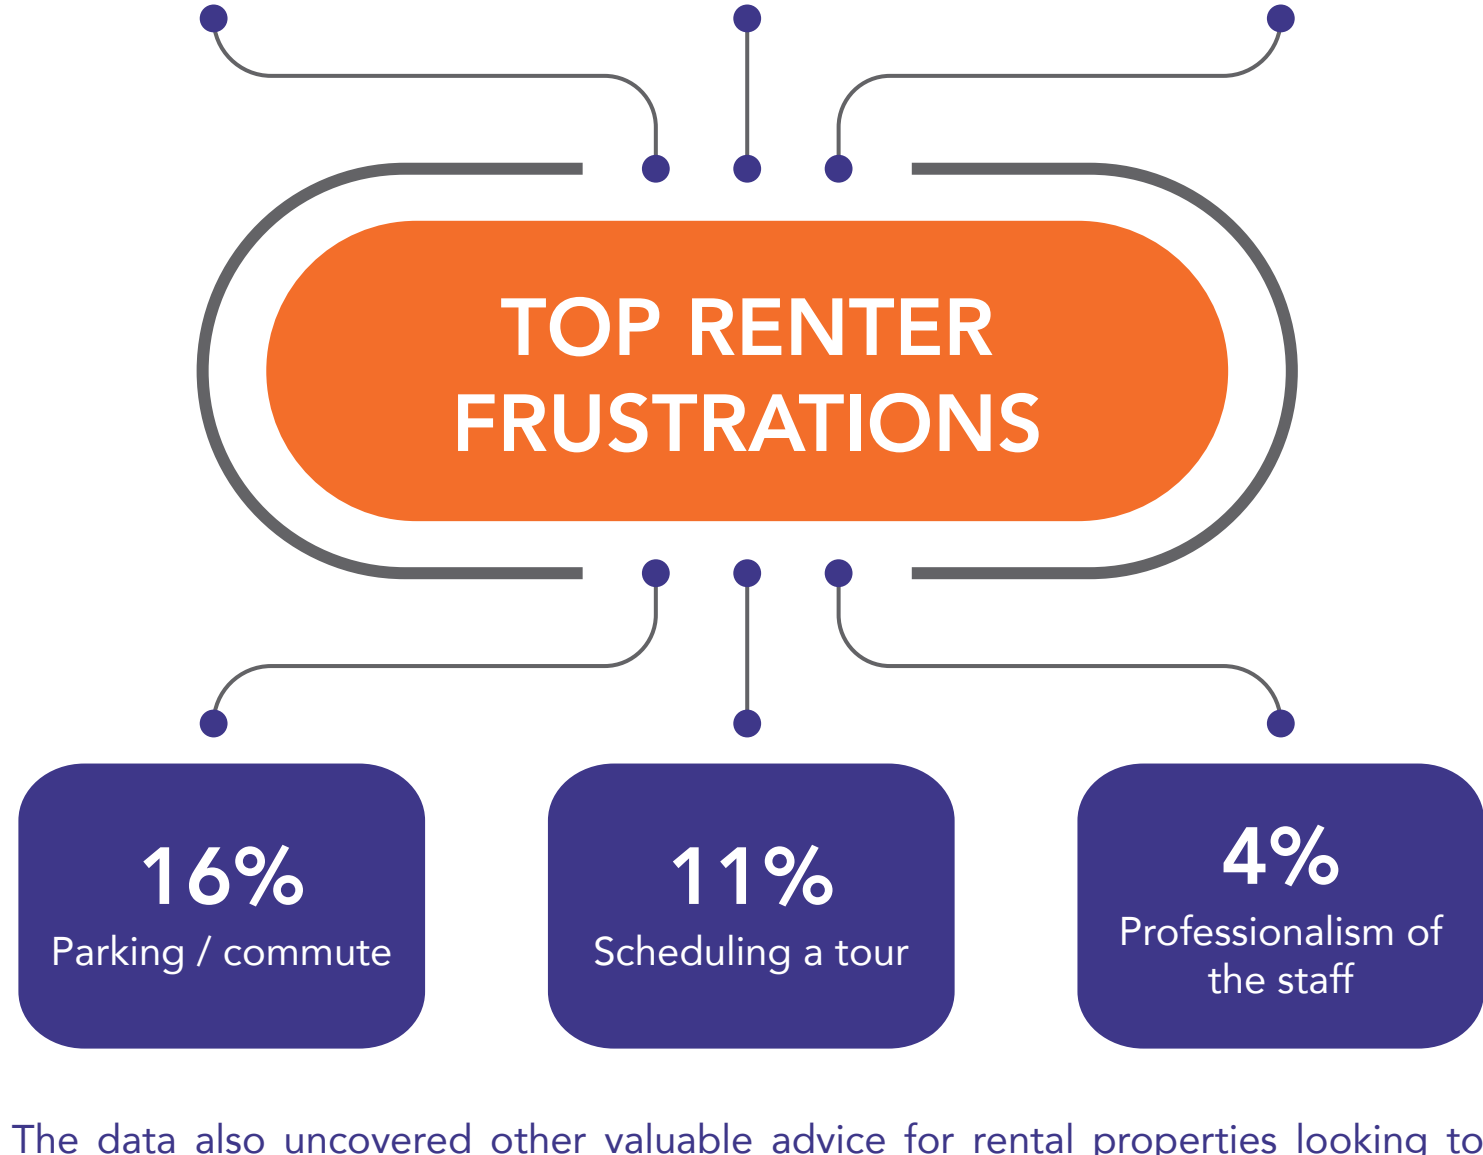 TOP RENTER
FRUSTRATIONS
16%
Parking / commute
11%
Scheduling a tour
4%
Professionalism of
the staff
The data also uncovered other valuable advice for rental properties looking to